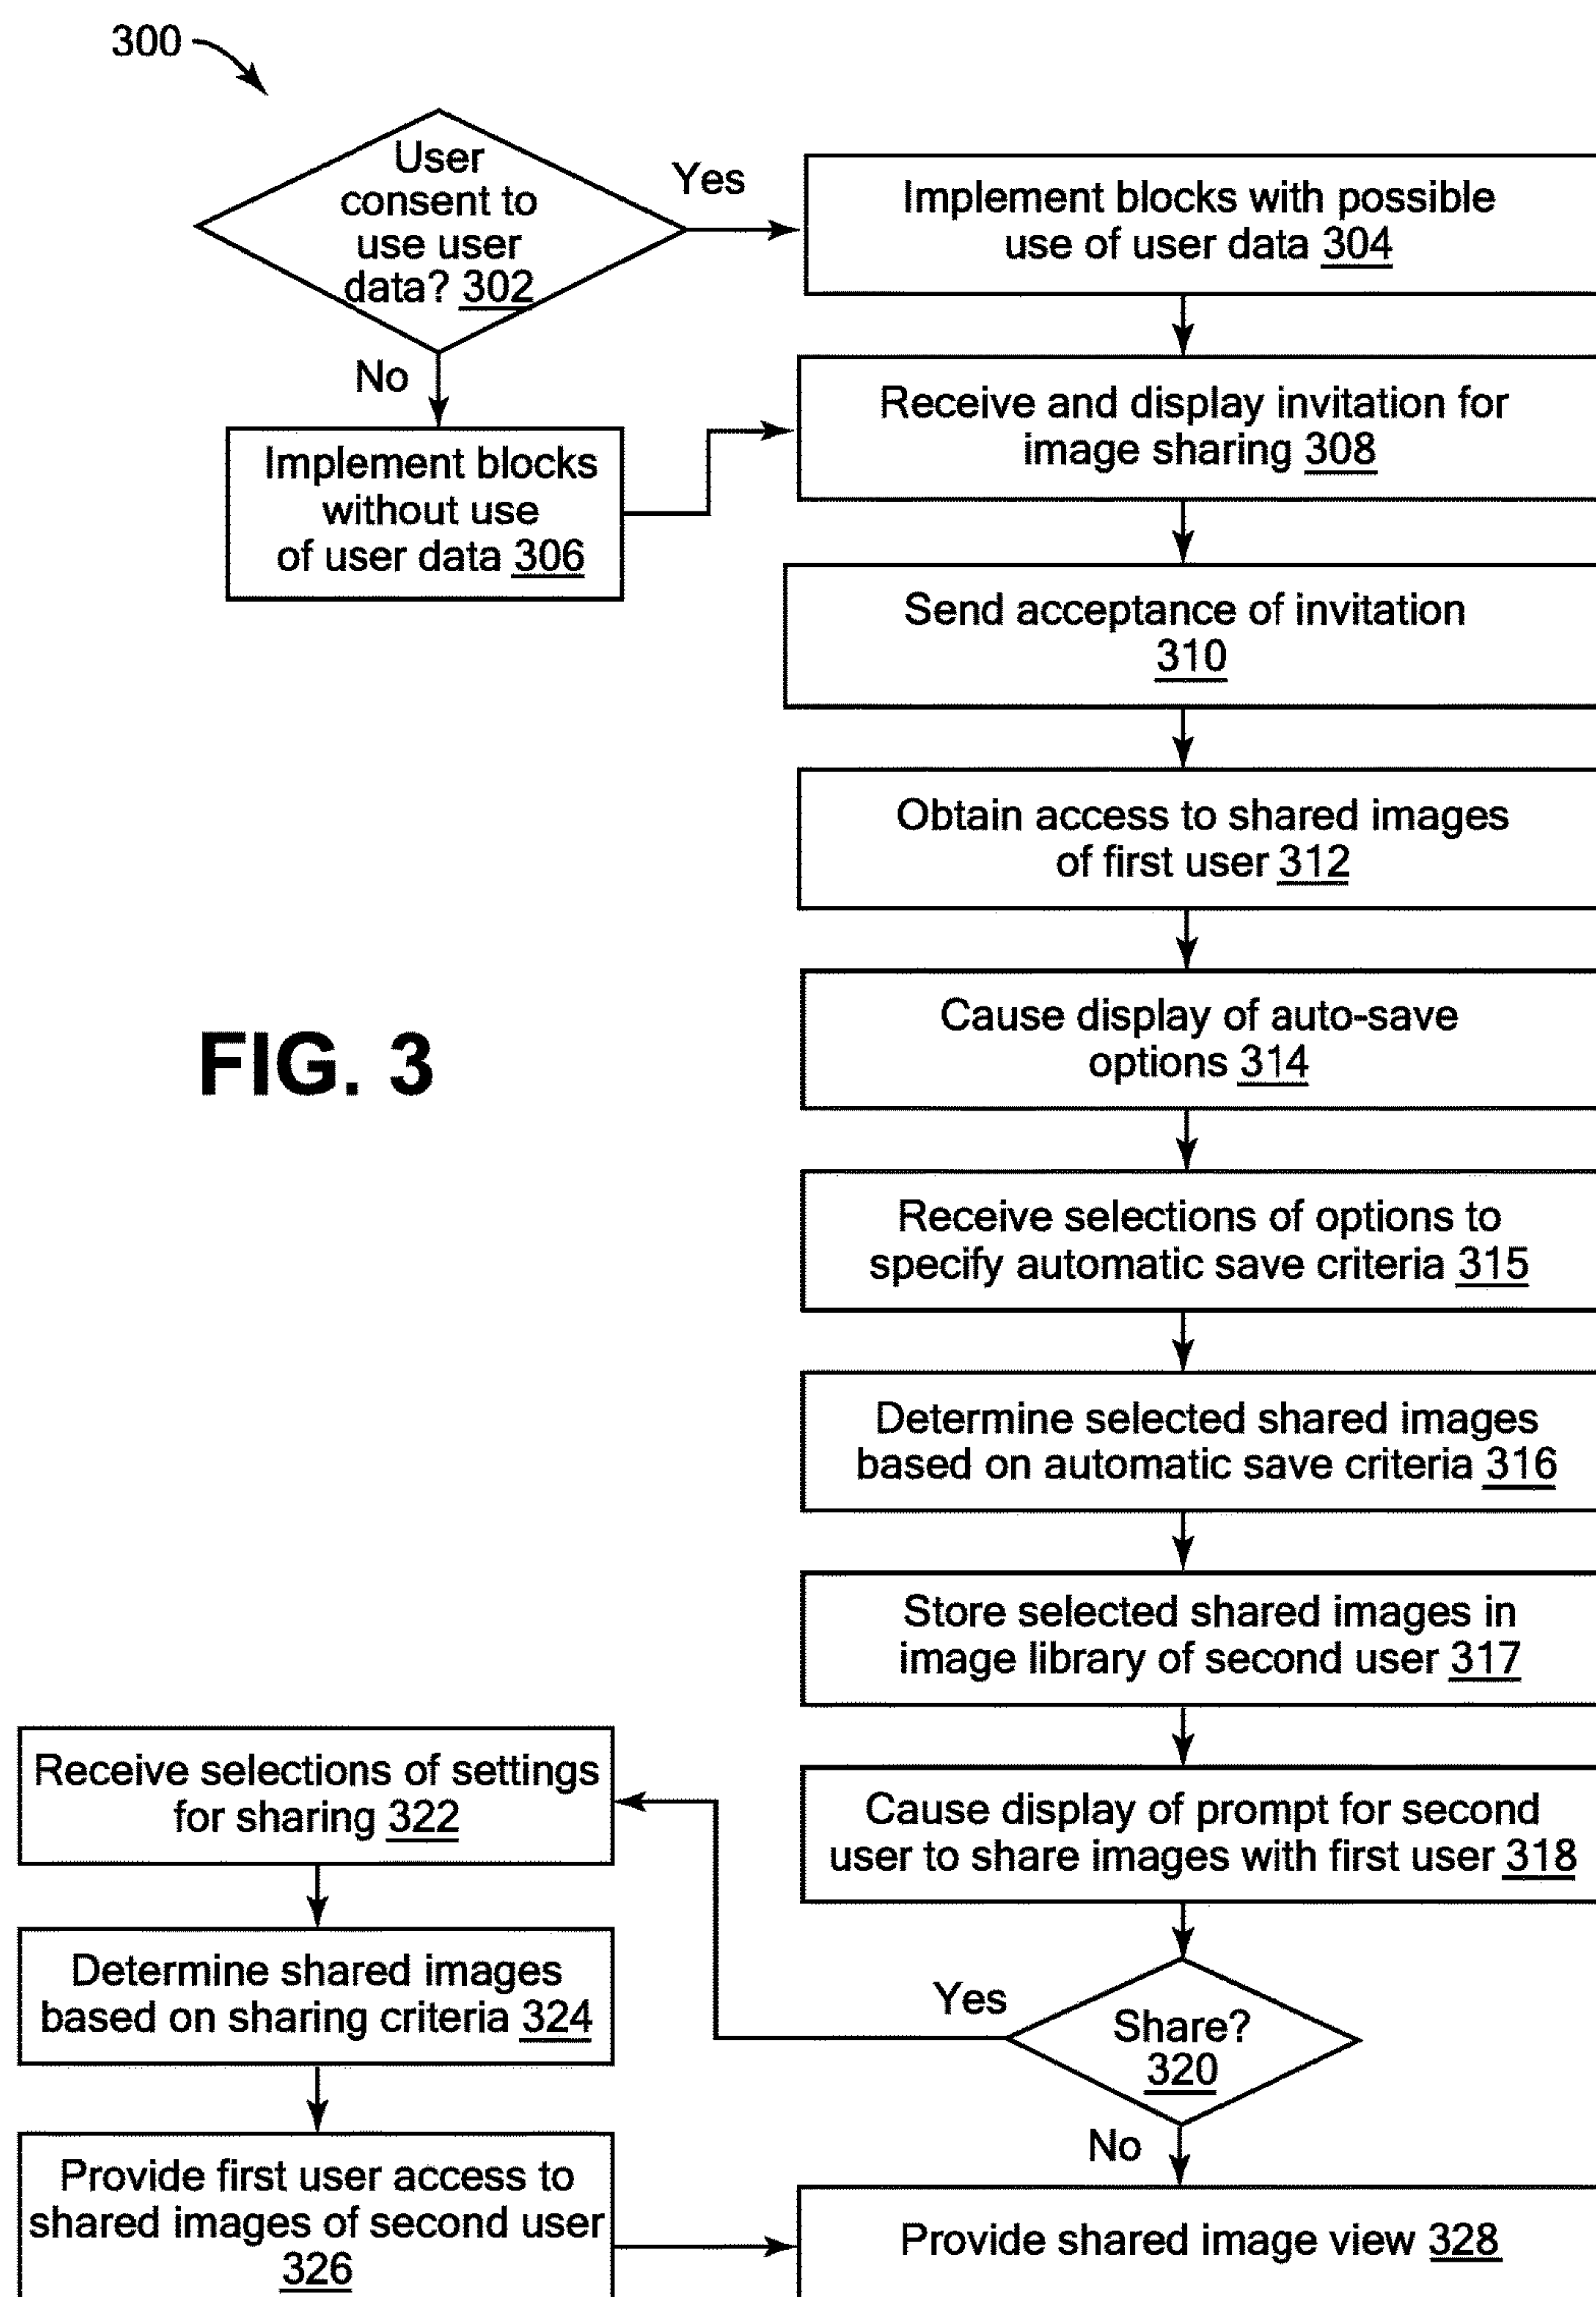 300
User
consent to
use user
data? 302
Yes
Implement blocks with possible
use of user data 304
No
Implement blocks
without use
of user data 306
Receive and display invitation for
image sharing 308
Send acceptance of invitation
310
Obtain access to shared images
of first user 312
FIG. 3
Cause display of auto-save
options 314
Receive selections of options to
specify automatic save criteria 315
Determine selected shared images
based on automatic save criteria 316
Store selected shared images in
image library of second user 317
Cause display of prompt for second
user to share images with first user 318
Share?
320
Yes
Receive selections of settings
for sharing 322
Determine shared images
based on sharing criteria 324
Provide first user access to
shared images of second user
326
No
Provide shared image view 328